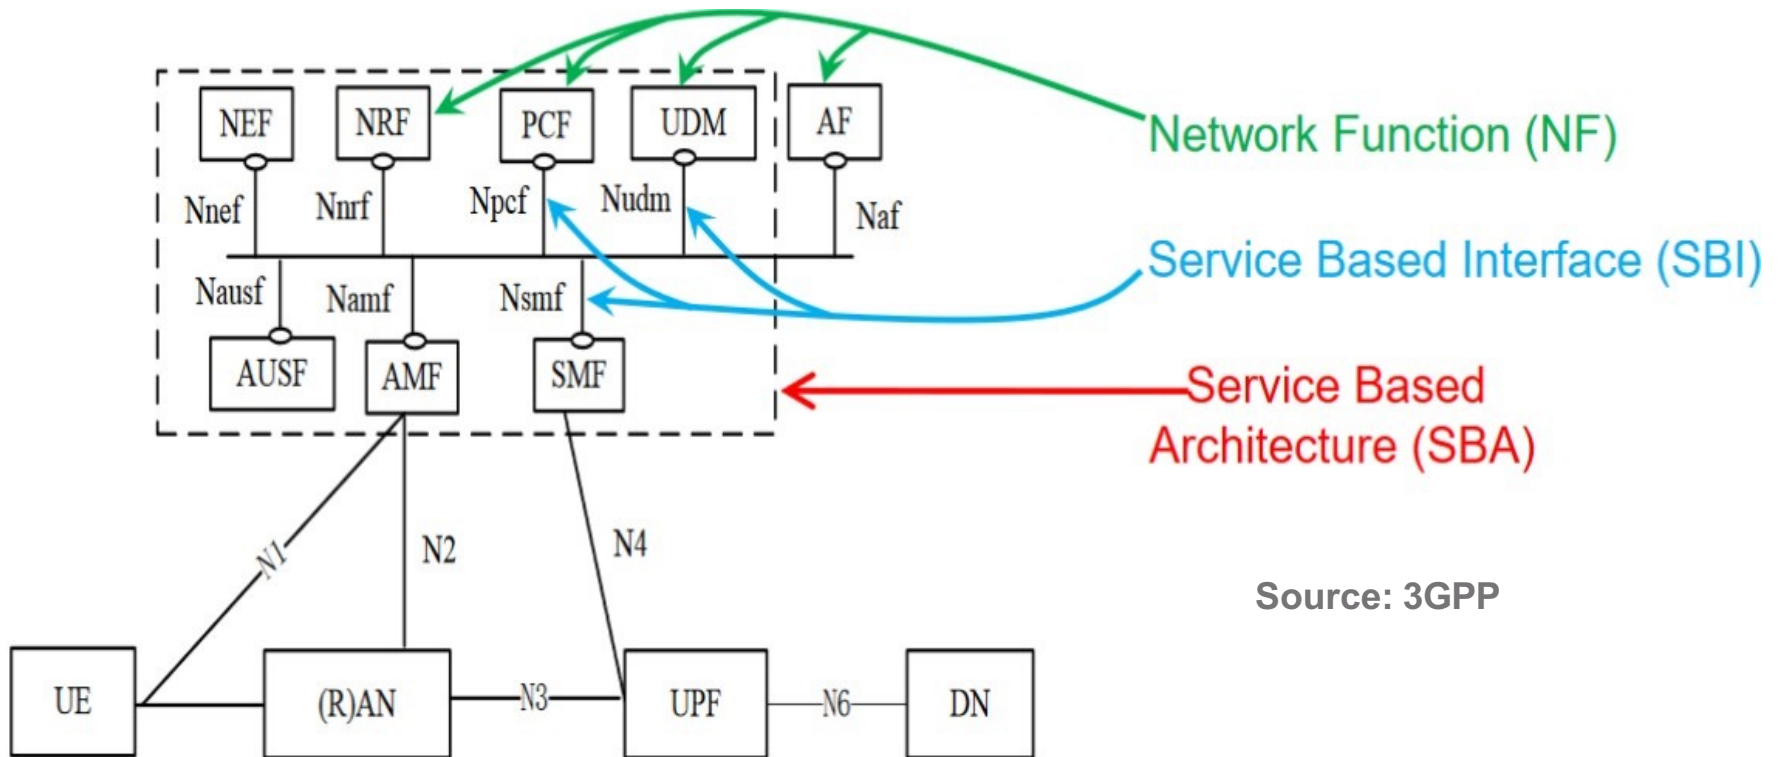 NEF
NRF
PCF
UDM
AF
Network Function (NF)
Nnef
Nnrf
Npcf
Nudm
Naf
Service Based Interface (SBI)
Nausf
Namf
Nsmf
AUSF
AMF
SMF
Service Based
Architecture (SBA)
N1
N2
N4
Source: 3GPP
UE
(R)AN
N3
UPF
N6
DN